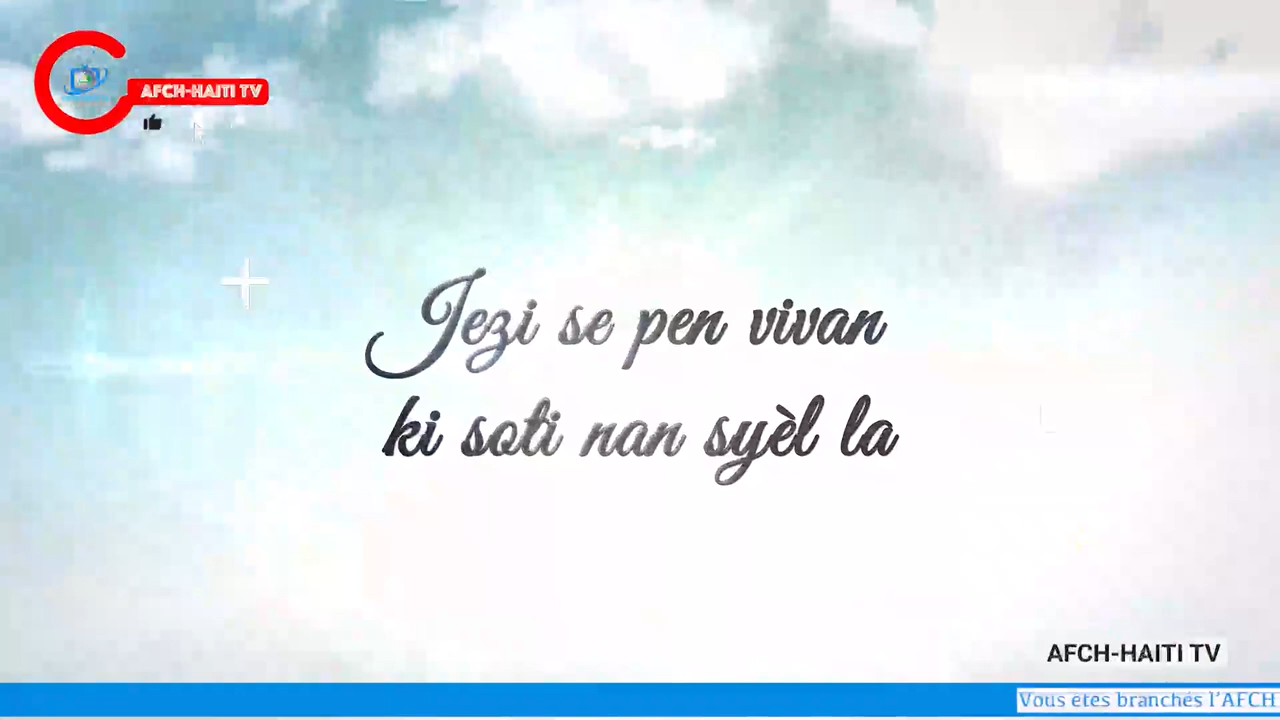 AFCH-HAITI TV
Jezi se pen vivan
ki soti nan syèl la
AFCH-HAITI TV
Vous etes branchés l'AFCH